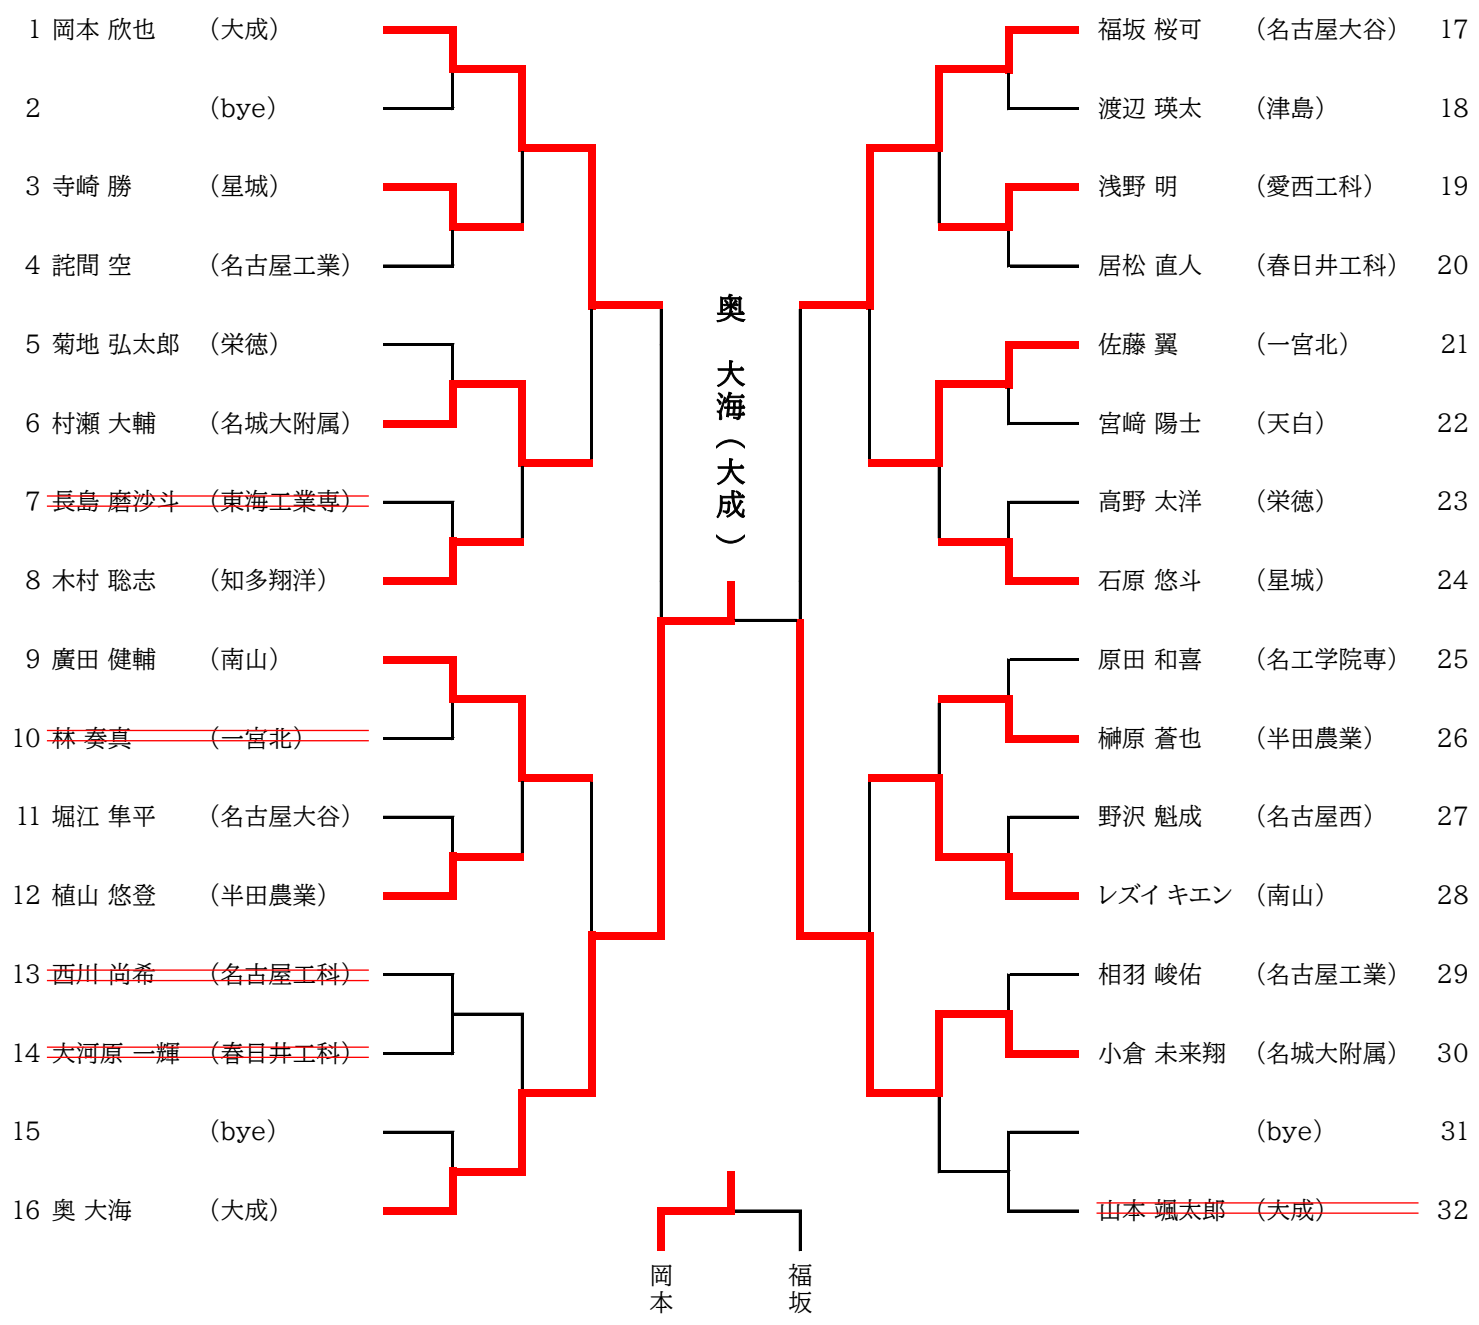 1 岡本 欣也 （大成）
2 （bye）
3 寺崎 勝 （星城）
4 詫間 空 （名古屋工業）
5 菊地 弘太郎 （栄徳）
6 村瀬 大輔 （名城大附属）
7 長島 磨沙斗 （東海工業専）
8 木村 聡志 （知多翔洋）
9 廣田 健輔 （南山）
10 林 奏真 （一宮北）
11 堀江 隼平 （名古屋大谷）
12 植山 悠登 （半田農業）
13 西川 尚希 （名古屋工科）
14 大河原 一輝 （春日井工科）
15 （bye）
16 奥 大海 （大成）
奥 大海（大成）
岡本
福坂
福坂 桜可 （名古屋大谷） 17
渡辺 瑛太 （津島） 18
浅野 明 （愛西工科） 19
居松 直人 （春日井工科） 20
佐藤 翼 （一宮北） 21
宮﨑 陽士 （天白） 22
高野 太洋 （栄徳） 23
石原 悠斗 （星城） 24
原田 和喜 （名工学院専） 25
榊原 蒼也 （半田農業） 26
野沢 魁成 （名古屋西） 27
レズイ キエン （南山） 28
相羽 峻佑 （名古屋工業） 29
小倉 未来翔 （名城大附属） 30
（bye） 31
山本 颯太郎 （大成） 32